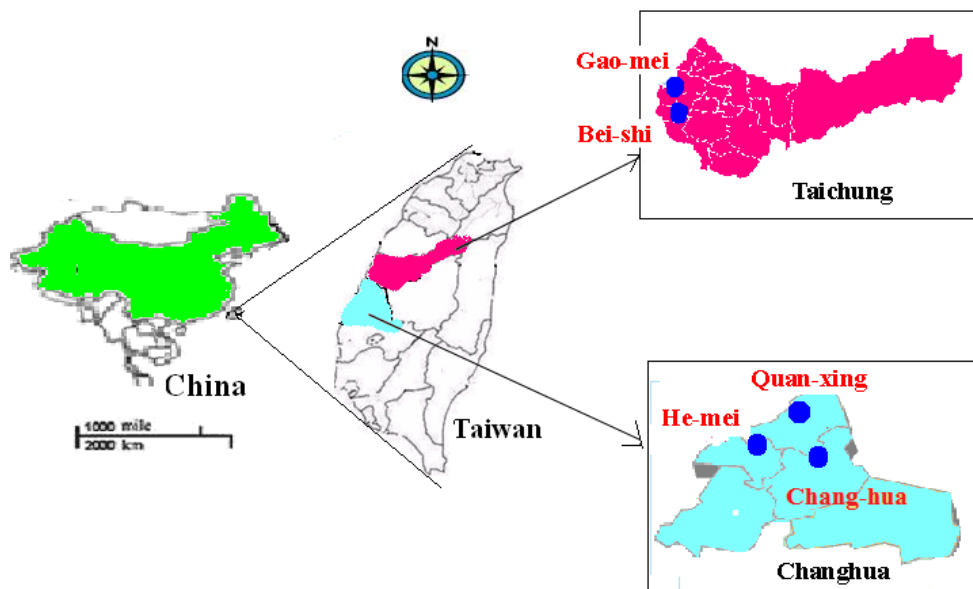 N
Gao-mei
Bei-shi
Taichung
China
1000 mile
2000 km
Taiwan
Quan-xing
He-mei
Chang-hua
Changhua